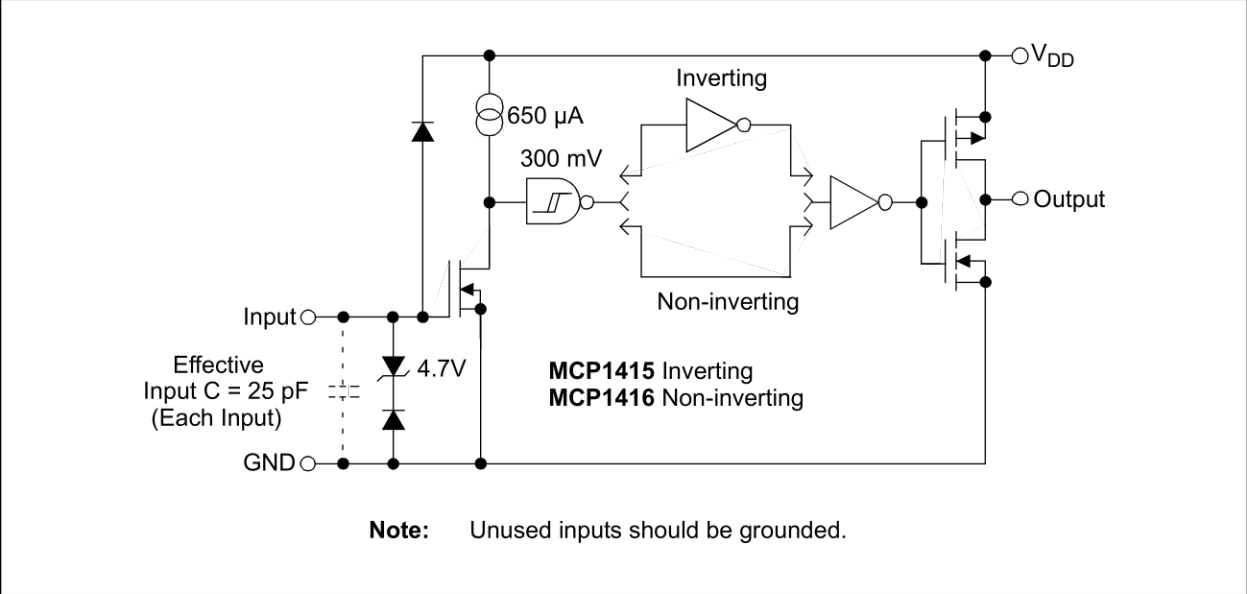 VDD
Inverting
650 μA
300 mV
Output
Non-inverting
Input
Effective
Input C = 25 pF
(Each Input)
4.7V
MCP1415 Inverting
MCP1416 Non-inverting
GND
Note: Unused inputs should be grounded.